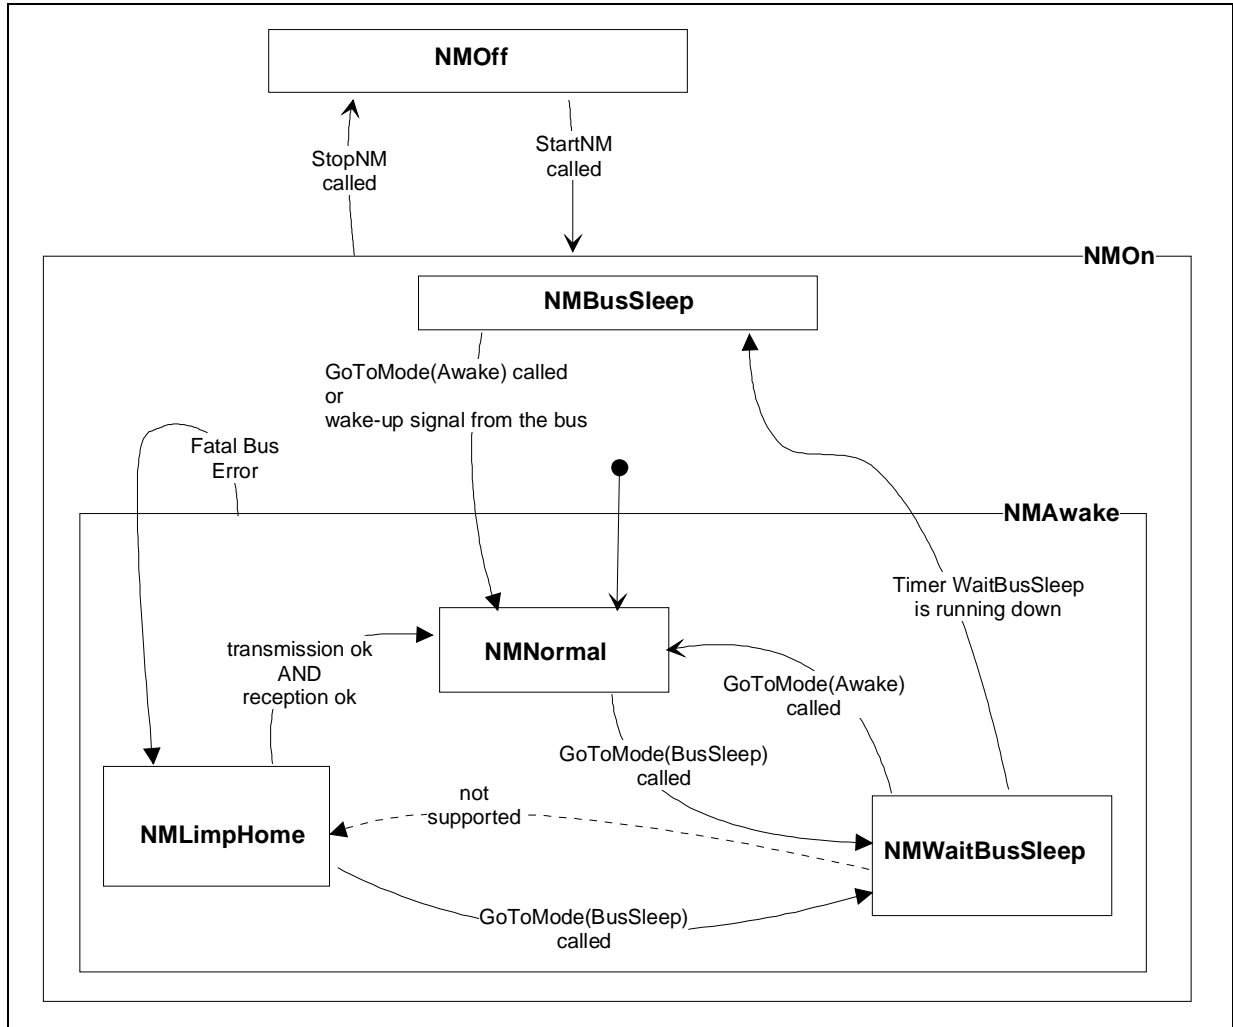 NMOff
StartNM
called
StopNM
called
NMOn
NMBusSleep
GoToMode(Awake) called
or
wake-up signal from the bus
Fatal Bus
Error
NMAwake
Timer WaitBusSleep
is running down
transmission ok
AND
reception ok
NMNormal
GoToMode(Awake)
called
GoToMode(BusSleep)
called
not
supported
NMLimpHome
NMWaitBusSleep
GoToMode(BusSleep)
called